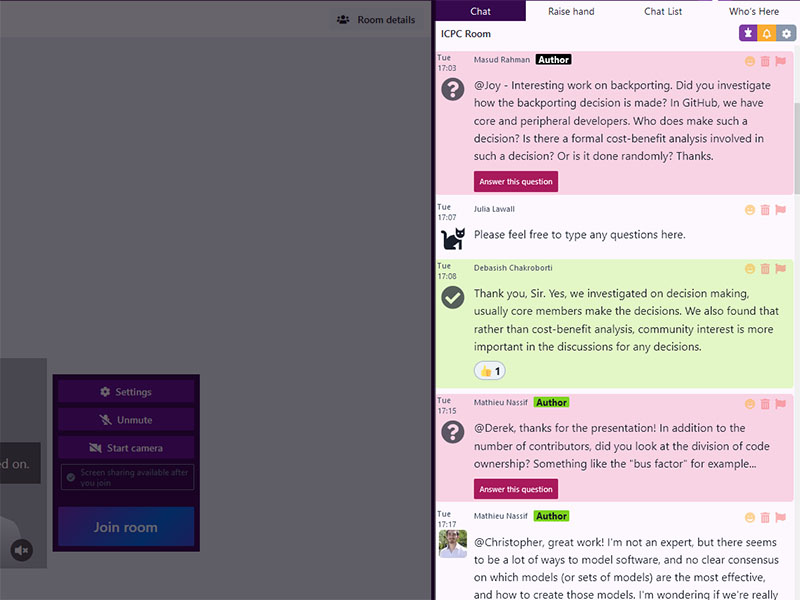 Room details
Chat
Raise hand
Chat List
Who's Here
ICPC Room
Tue
17:03
Masud Rahman Author
@Joy - Interesting work on backporting. Did you investigate
how the backporting decision is made? In GitHub, we have
core and peripheral developers. Who does make such a
decision? Is there a formal cost-benefit analysis involved in
such a decision? Or is it done randomly? Thanks.
Answer this question
Tue
17:07
Julia Lawall
Please feel free to type any questions here.
Tue
17:08
Debasish Chakroborti
Thank you, Sir. Yes, we investigated on decision making,
usually core members make the decisions. We also found that
rather than cost-benefit analysis, community interest is more
important in the discussions for any decisions.
👍 1
Tue
17:15
Mathieu Nassif Author
@Derek, thanks for the presentation! In addition to the
number of contributors, did you look at the division of code
ownership? Something like the "bus factor" for example...
Answer this question
Tue
17:17
Mathieu Nassif Author
@Christopher, great work! I'm not an expert, but there seems
to be a lot of ways to model software, and no clear consensus
on which models (or sets of models) are the most effective,
and how to create those models. I'm wondering if we're really
ed on.
Settings
Unmute
Start camera
Screen sharing available after
you join
Join room